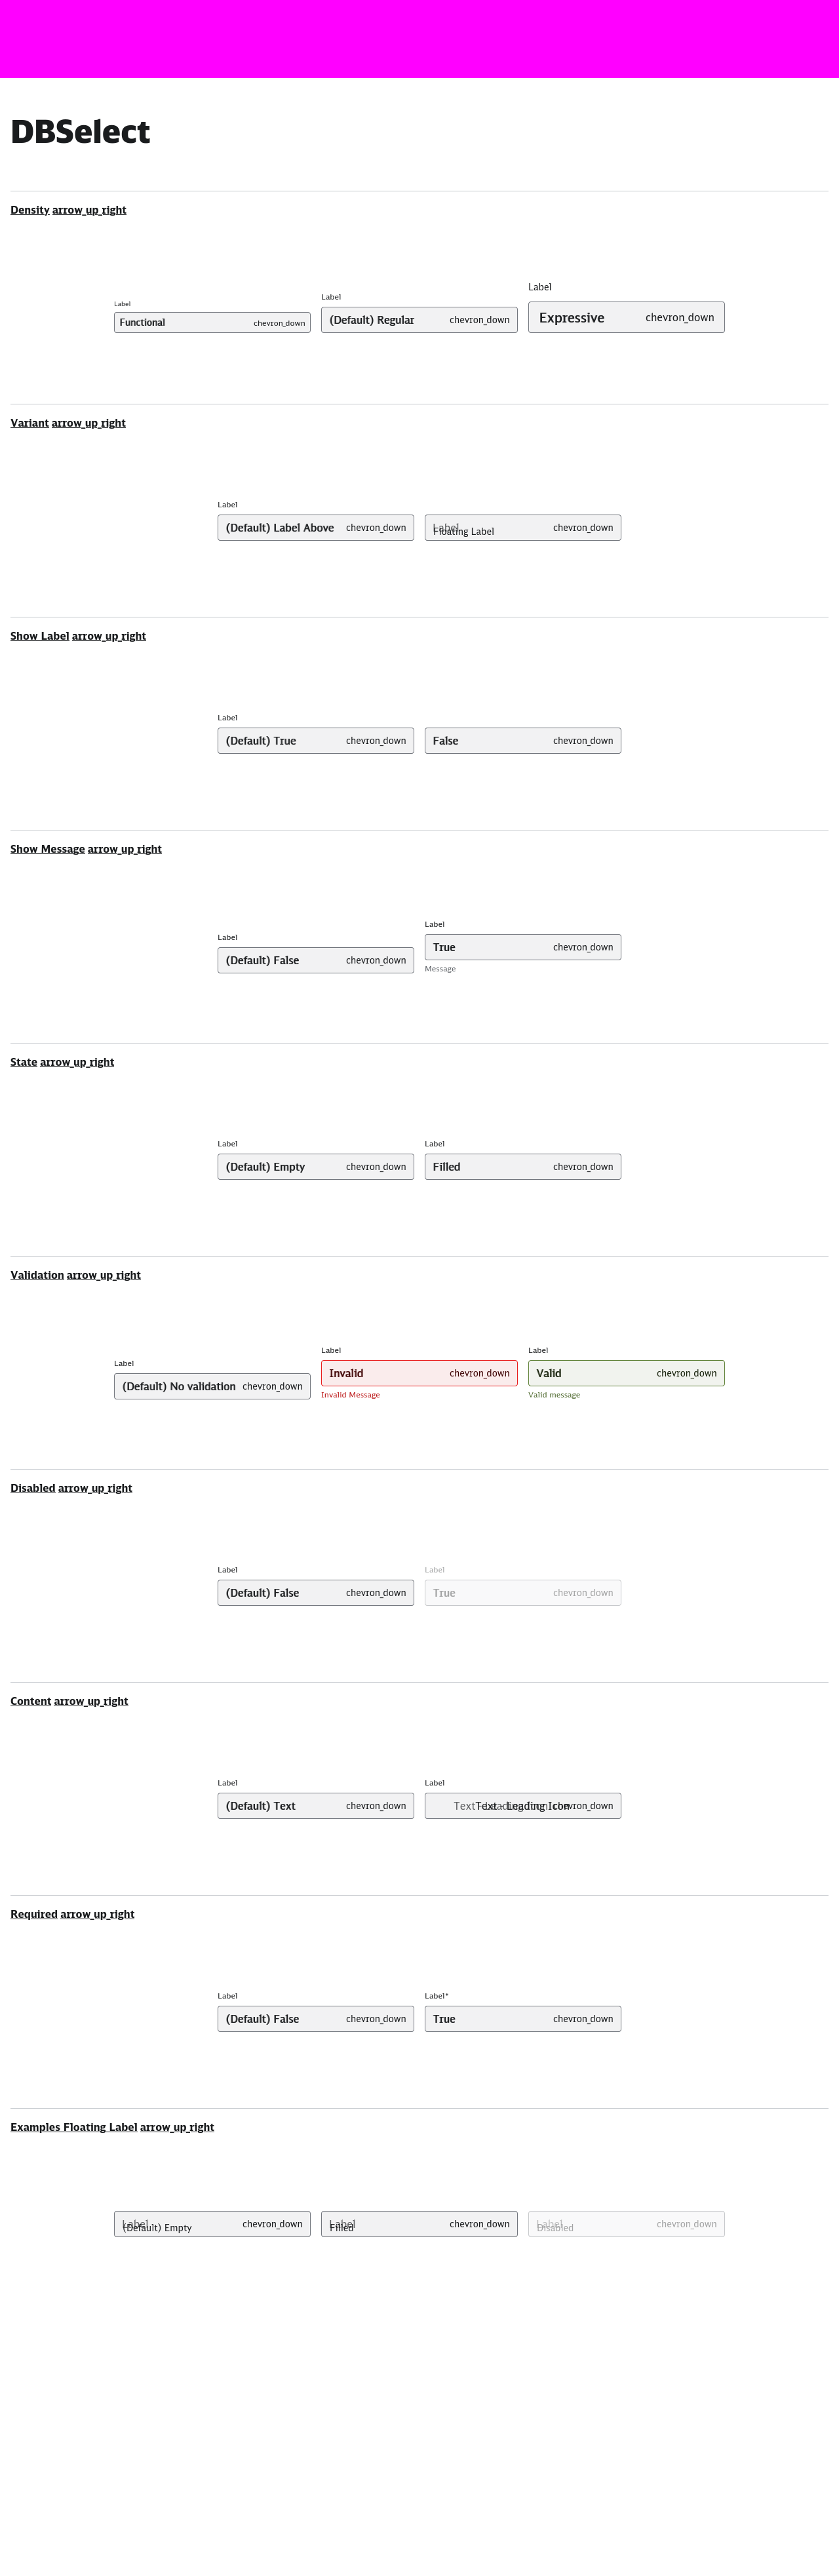 DBSelect
Density arrow_up_right
Label
Label
Label
Functional chevron_down
(Default) Regular chevron_down
Expressive chevron_down
Variant arrow_up_right
Label
(Default) Label Above chevron_down
Label chevron_down
Floating Label
Show Label arrow_up_right
Label
(Default) True chevron_down
False chevron_down
Show Message arrow_up_right
Label
(Default) False chevron_down
Label
True chevron_down
Message
State arrow_up_right
Label
(Default) Empty chevron_down
Label
Filled chevron_down
Validation arrow_up_right
Label
(Default) No validation chevron_down
Label
Invalid chevron_down
Invalid Message
Label
Valid chevron_down
Valid message
Disabled arrow_up_right
Label
(Default) False chevron_down
Label
True chevron_down
Content arrow_up_right
Label
(Default) Text chevron_down
Label
Text - Leading Icon chevron_down
Text - Leading Icon
Required arrow_up_right
Label
(Default) False chevron_down
Label*
True chevron_down
Examples Floating Label arrow_up_right
Label chevron_down
(Default) Empty
Label chevron_down
Filled
Label chevron_down
Disabled